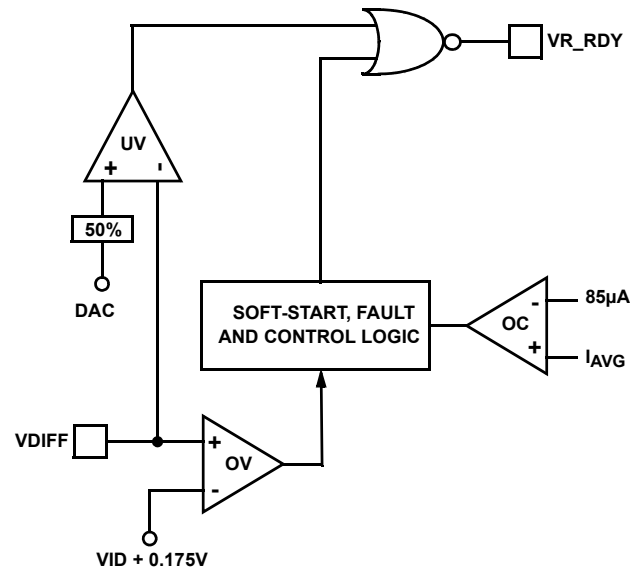 VR_RDY
UV
+ -
50%
DAC
SOFT-START, FAULT
AND CONTROL LOGIC
- 85µA
OC
+ IAVG
VDIFF
+
OV
-
VID + 0.175V